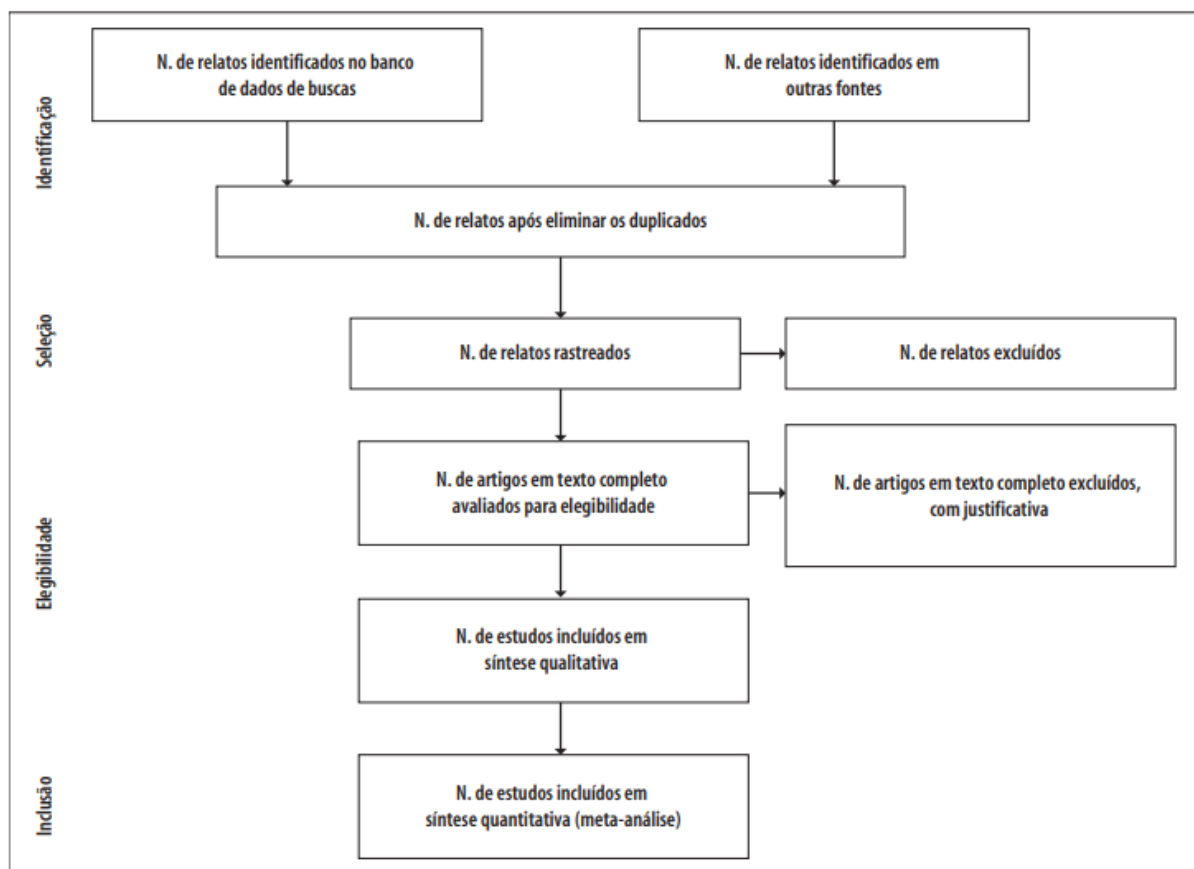 Identificação
N. de relatos identificados no banco
de dados de buscas
N. de relatos identificados em
outras fontes
N. de relatos após eliminar os duplicados
Seleção
N. de relatos rastreados
N. de relatos excluídos
Elegibilidade
N. de artigos em texto completo
avaliados para elegibilidade
N. de artigos em texto completo excluídos,
com justificativa
N. de estudos incluídos em
síntese qualitativa
Inclusão
N. de estudos incluídos em
síntese quantitativa (meta-análise)